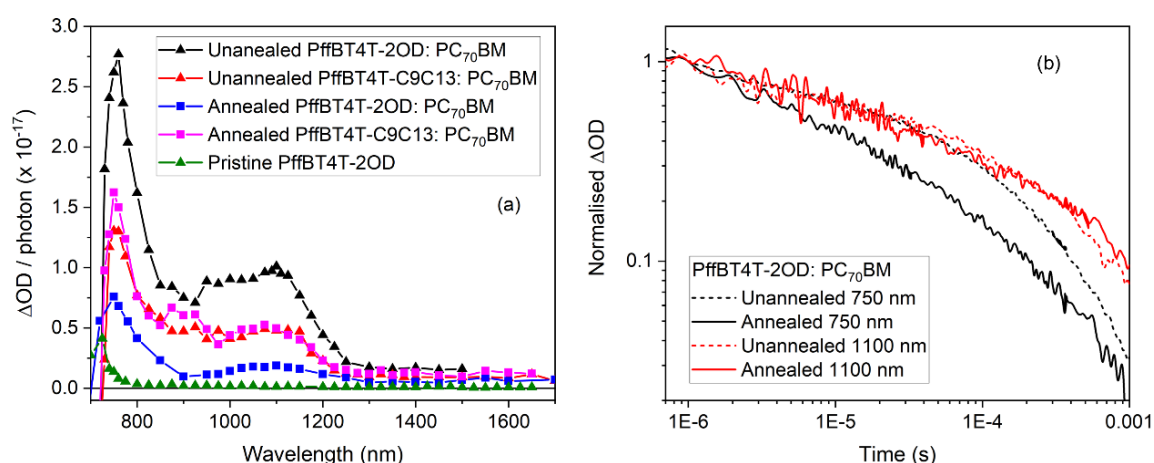 3.0
2.5
2.0
1.5
1.0
0.5
0.0
ΔOD / photon (x 10⁻¹⁷)
Unanealed PffBT4T-2OD: PC₇₀BM
Unannealed PffBT4T-C9C13: PC₇₀BM
Annealed PffBT4T-2OD: PC₇₀BM
Annealed PffBT4T-C9C13: PC₇₀BM
Pristine PffBT4T-2OD
(a)
800 1000 1200 1400 1600
Wavelength (nm)
(b)
1
0.1
Normalised ΔOD
PffBT4T-2OD: PC₇₀BM
Unannealed 750 nm
Annealed 750 nm
Unannealed 1100 nm
Annealed 1100 nm
1E-6 1E-5 1E-4 0.001
Time (s)